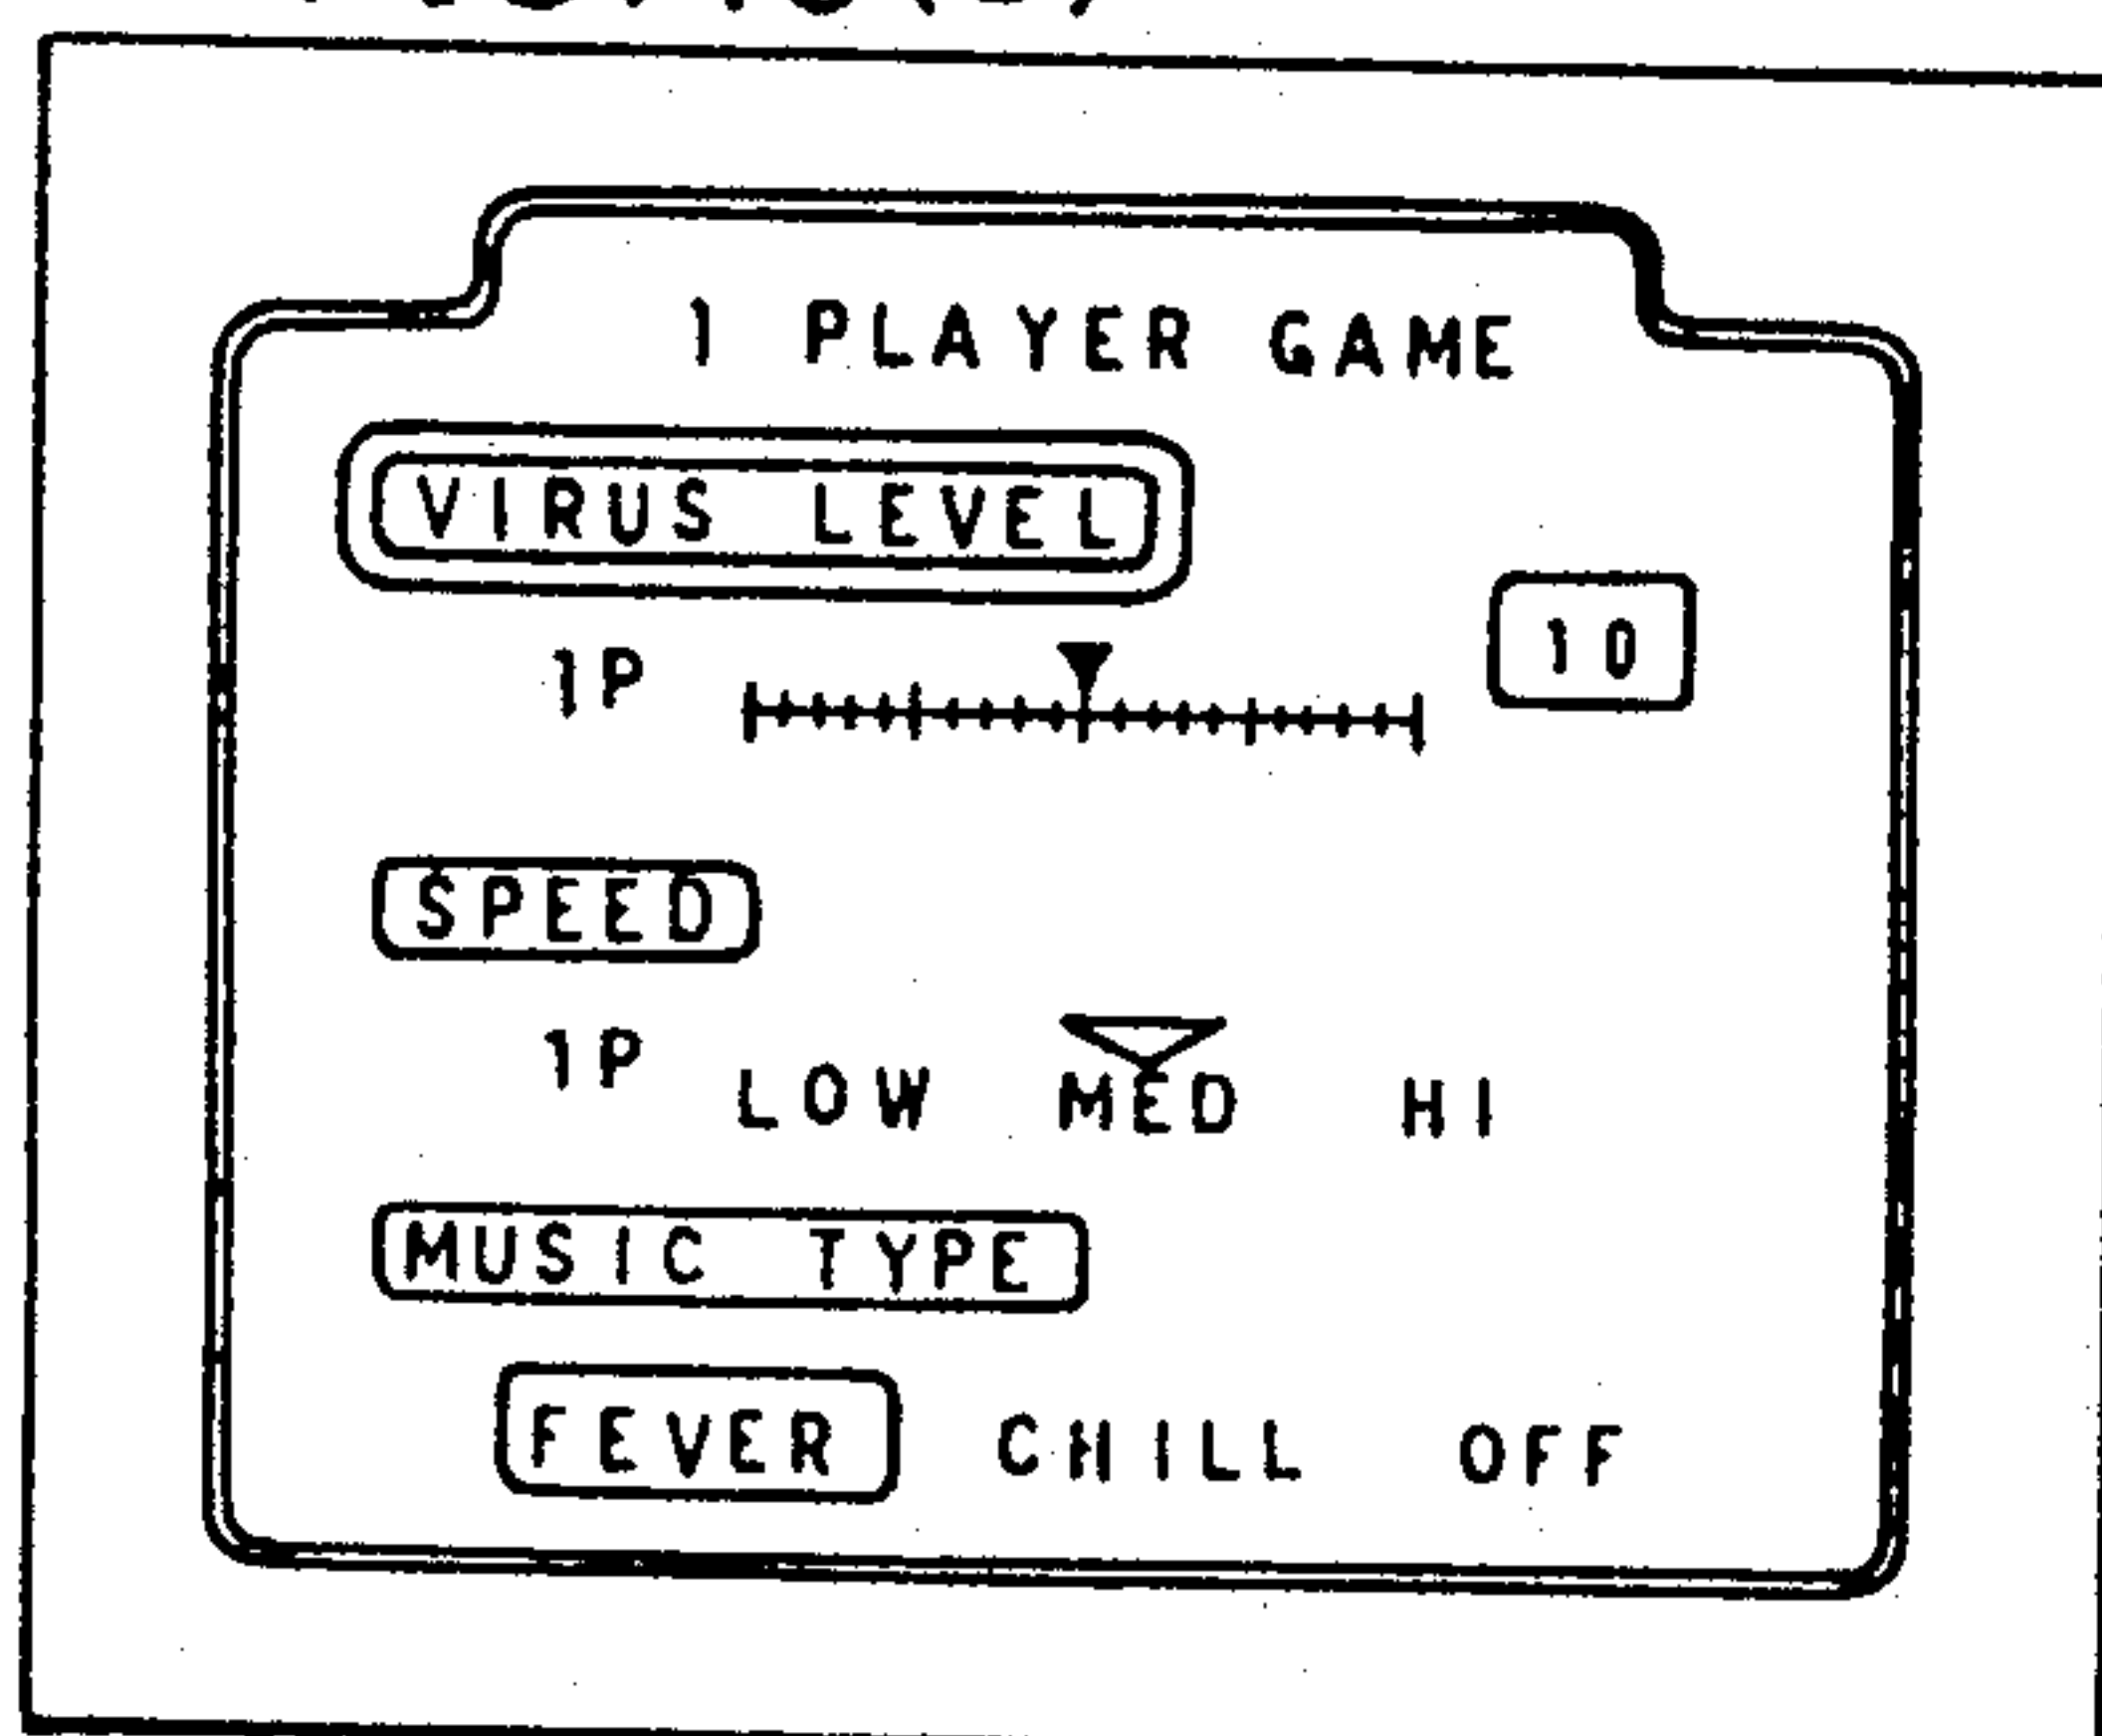 1 PLAYER GAME
VIRUS LEVEL
1P 10
SPEED
1P LOW MED HI
MUSIC TYPE
FEVER CHILL OFF